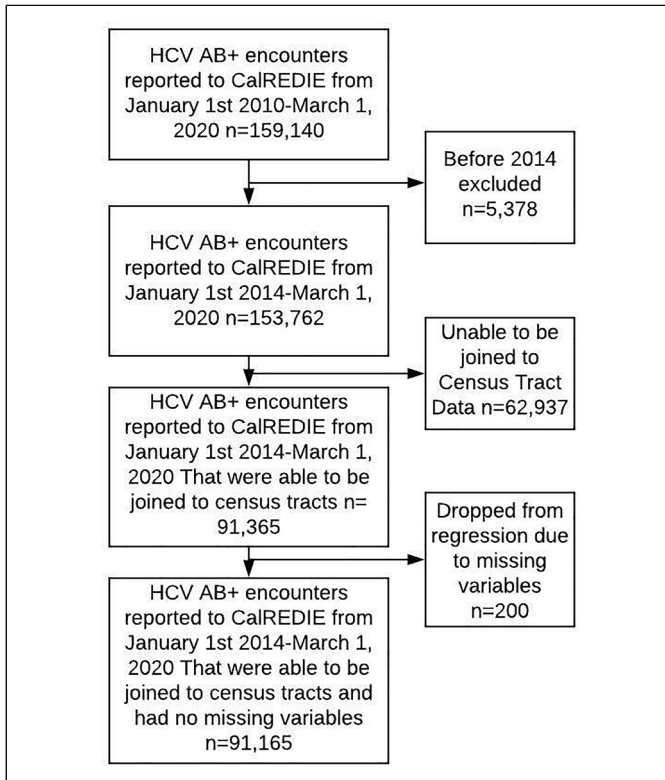 HCV AB+ encounters
reported to CalREDIE from
January 1st 2010-March 1,
2020 n=159,140
Before 2014
excluded
n=5,378
HCV AB+ encounters
reported to CalREDIE from
January 1st 2014-March 1,
2020 n=153,762
Unable to be
joined to
Census Tract
Data n=62,937
HCV AB+ encounters
reported to CalREDIE from
January 1st 2014-March 1,
2020 That were able to be
joined to census tracts n=
91,365
Dropped from
regression due
to missing
variables
n=200
HCV AB+ encounters
reported to CalREDIE from
January 1st 2014-March 1,
2020 That were able to be
joined to census tracts and
had no missing variables
n=91,165